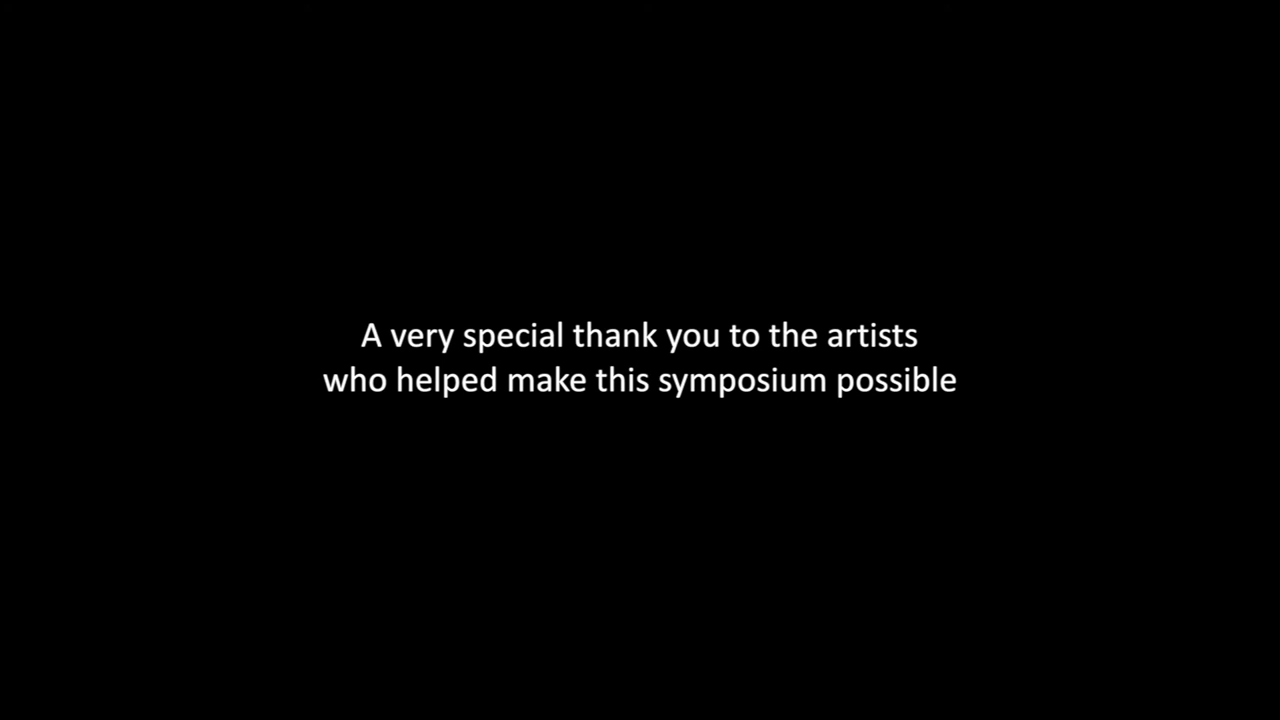 A very special thank you to the artists
who helped make this symposium possible